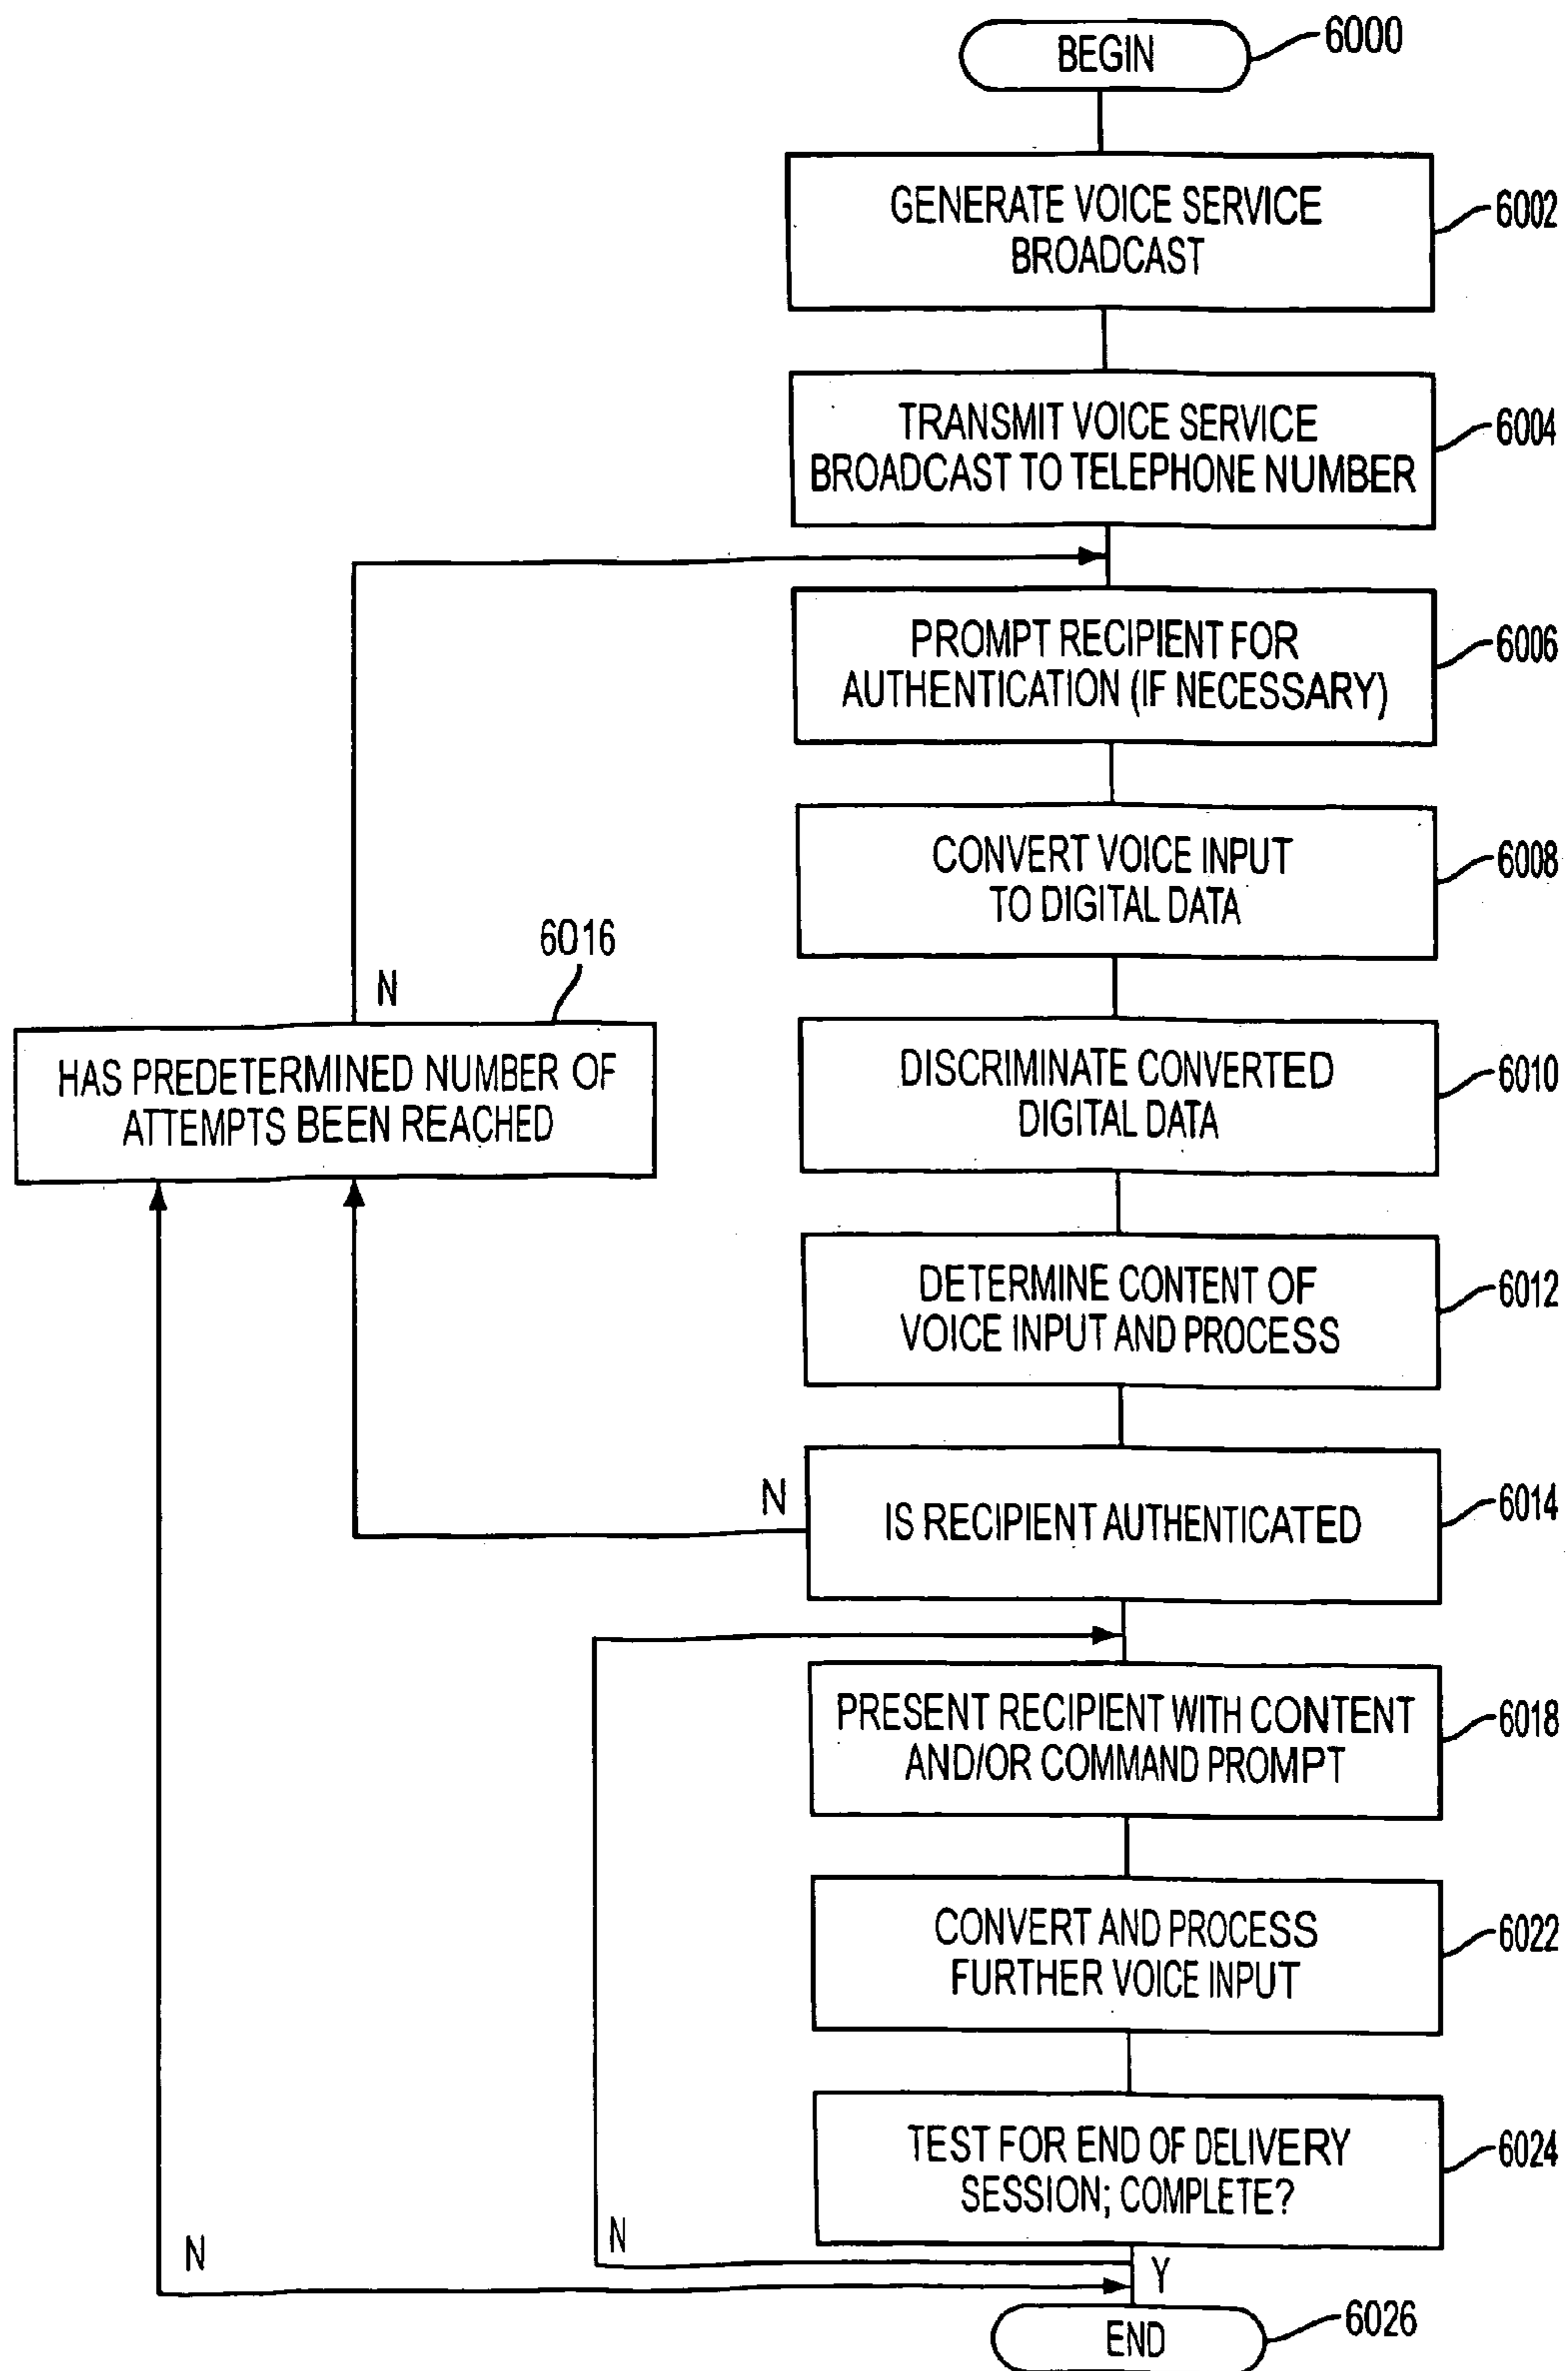 BEGIN
6000
GENERATE VOICE SERVICE
BROADCAST
6002
TRANSMIT VOICE SERVICE
BROADCAST TO TELEPHONE NUMBER
6004
PROMPT RECIPIENT FOR
AUTHENTICATION (IF NECESSARY)
6006
CONVERT VOICE INPUT
TO DIGITAL DATA
6008
6016
N
HAS PREDETERMINED NUMBER OF
ATTEMPTS BEEN REACHED
DISCRIMINATE CONVERTED
DIGITAL DATA
6010
DETERMINE CONTENT OF
VOICE INPUT AND PROCESS
6012
N
IS RECIPIENT AUTHENTICATED
6014
PRESENT RECIPIENT WITH CONTENT
AND/OR COMMAND PROMPT
6018
CONVERT AND PROCESS
FURTHER VOICE INPUT
6022
TEST FOR END OF DELIVERY
SESSION; COMPLETE?
6024
N
N
Y
END
6026